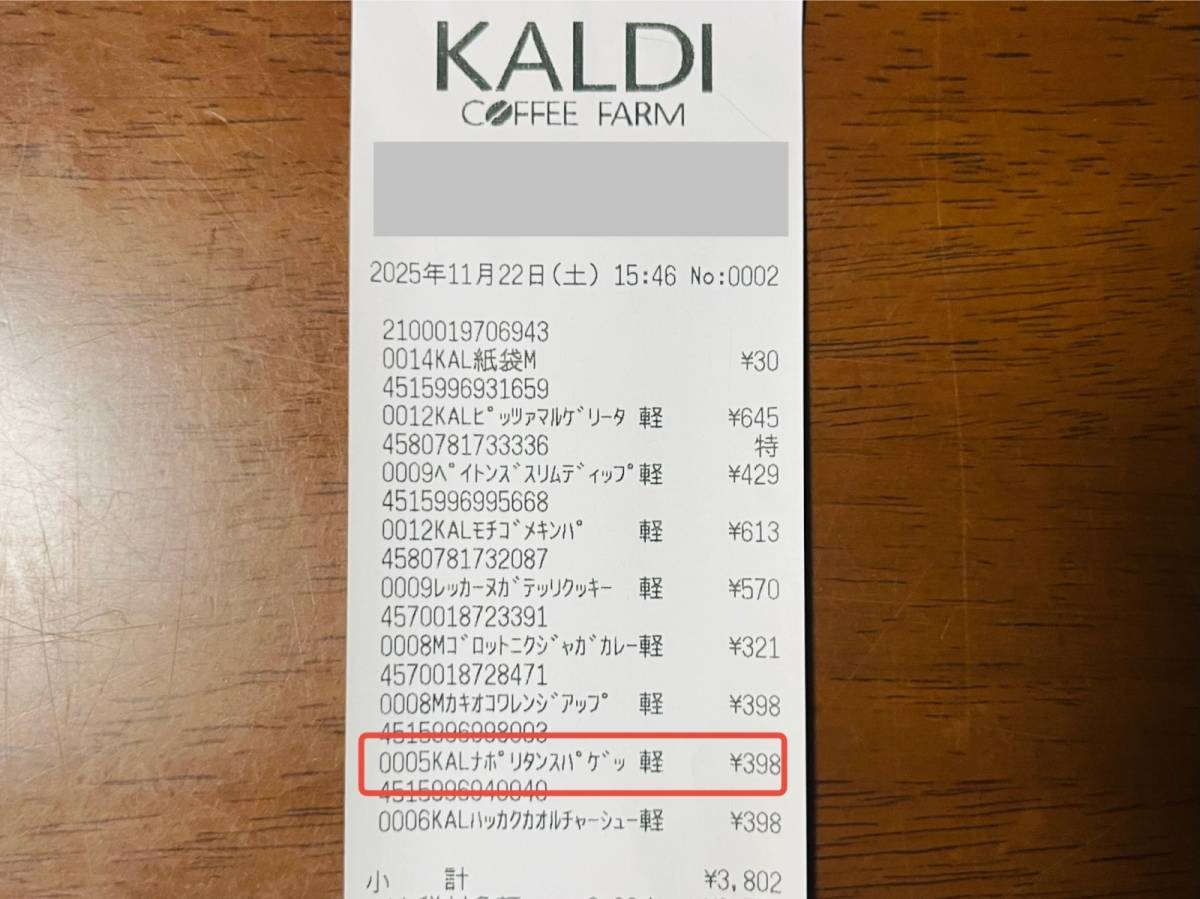 KALDI
COFFEE FARM
2025年11月22日(土) 15:46 No:0002
2100019706943
0014KAL紙袋M ¥30
4515996931659
0012KALﾋﾟｯﾂｧﾏﾙｹﾞﾘｰﾀ 軽 ¥645
4580781733336 特
0009ﾍﾟｲﾄﾝｽﾞｽﾘﾑﾃﾞｨｯﾌﾟ軽 ¥429
4515996995668
0012KALﾓﾁｺﾞﾒｷﾝﾊﾟ 軽 ¥613
4580781732087
0009ﾚｯｶｰﾇｶﾞﾃｯﾘｸｯｷｰ 軽 ¥570
4570018723391
0008Mｺﾞﾛｯﾄﾆｸｼﾞｬｶﾞｶﾚｰ軽 ¥321
4570018728471
0008Mｶｷｵｺﾜﾚﾝｼﾞｱｯﾌﾟ 軽 ¥398
4515996998003
0005KALﾅﾎﾟﾘﾀﾝｽﾊﾟｹﾞｯ 軽 ¥398
4515996040040
0006KALﾊｯｶｸｶｵﾙﾁｬｰｼｭｰ軽 ¥398
小 計 ¥3,802